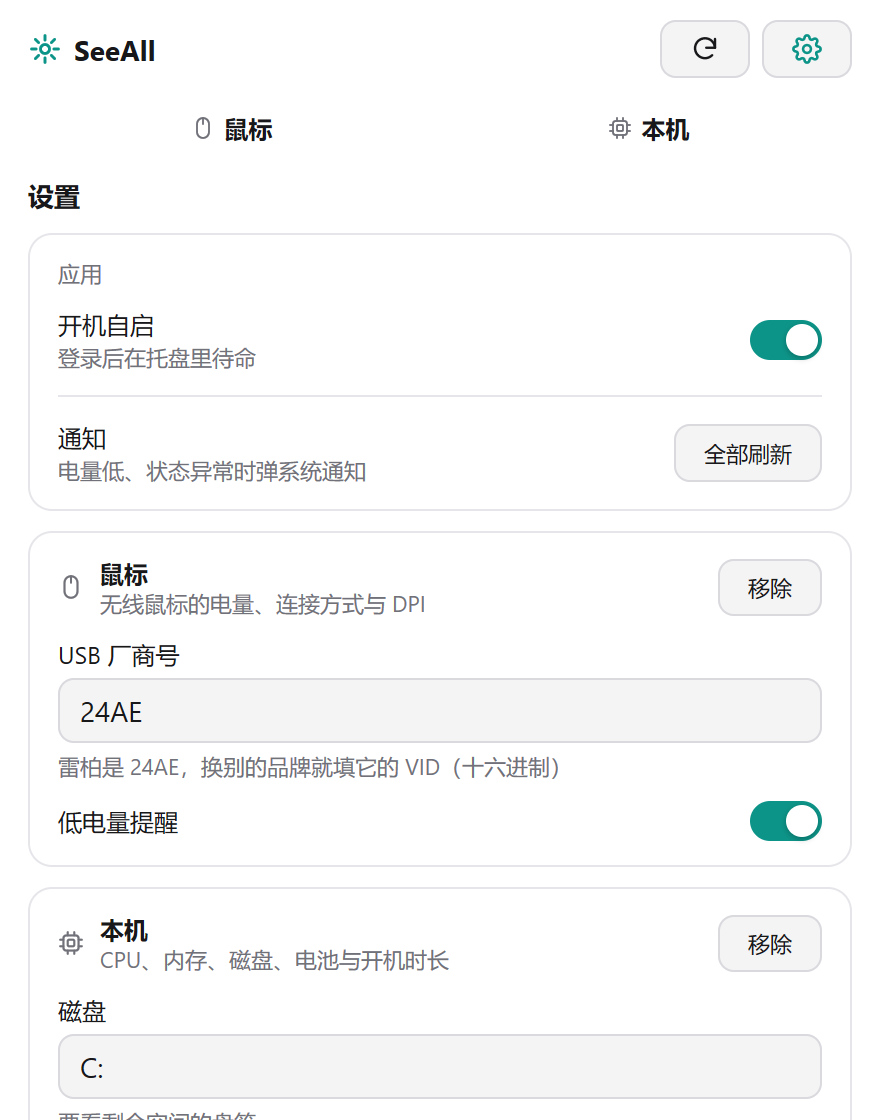 SeeAll
鼠标
本机
设置
应用
开机自启
登录后在托盘里待命
通知
电量低、状态异常时弹系统通知
全部刷新
鼠标
无线鼠标的电量、连接方式与 DPI
移除
USB 厂商号
24AE
雷柏是 24AE，换别的品牌就填它的 VID（十六进制）
低电量提醒
本机
CPU、内存、磁盘、电池与开机时长
移除
磁盘
C: